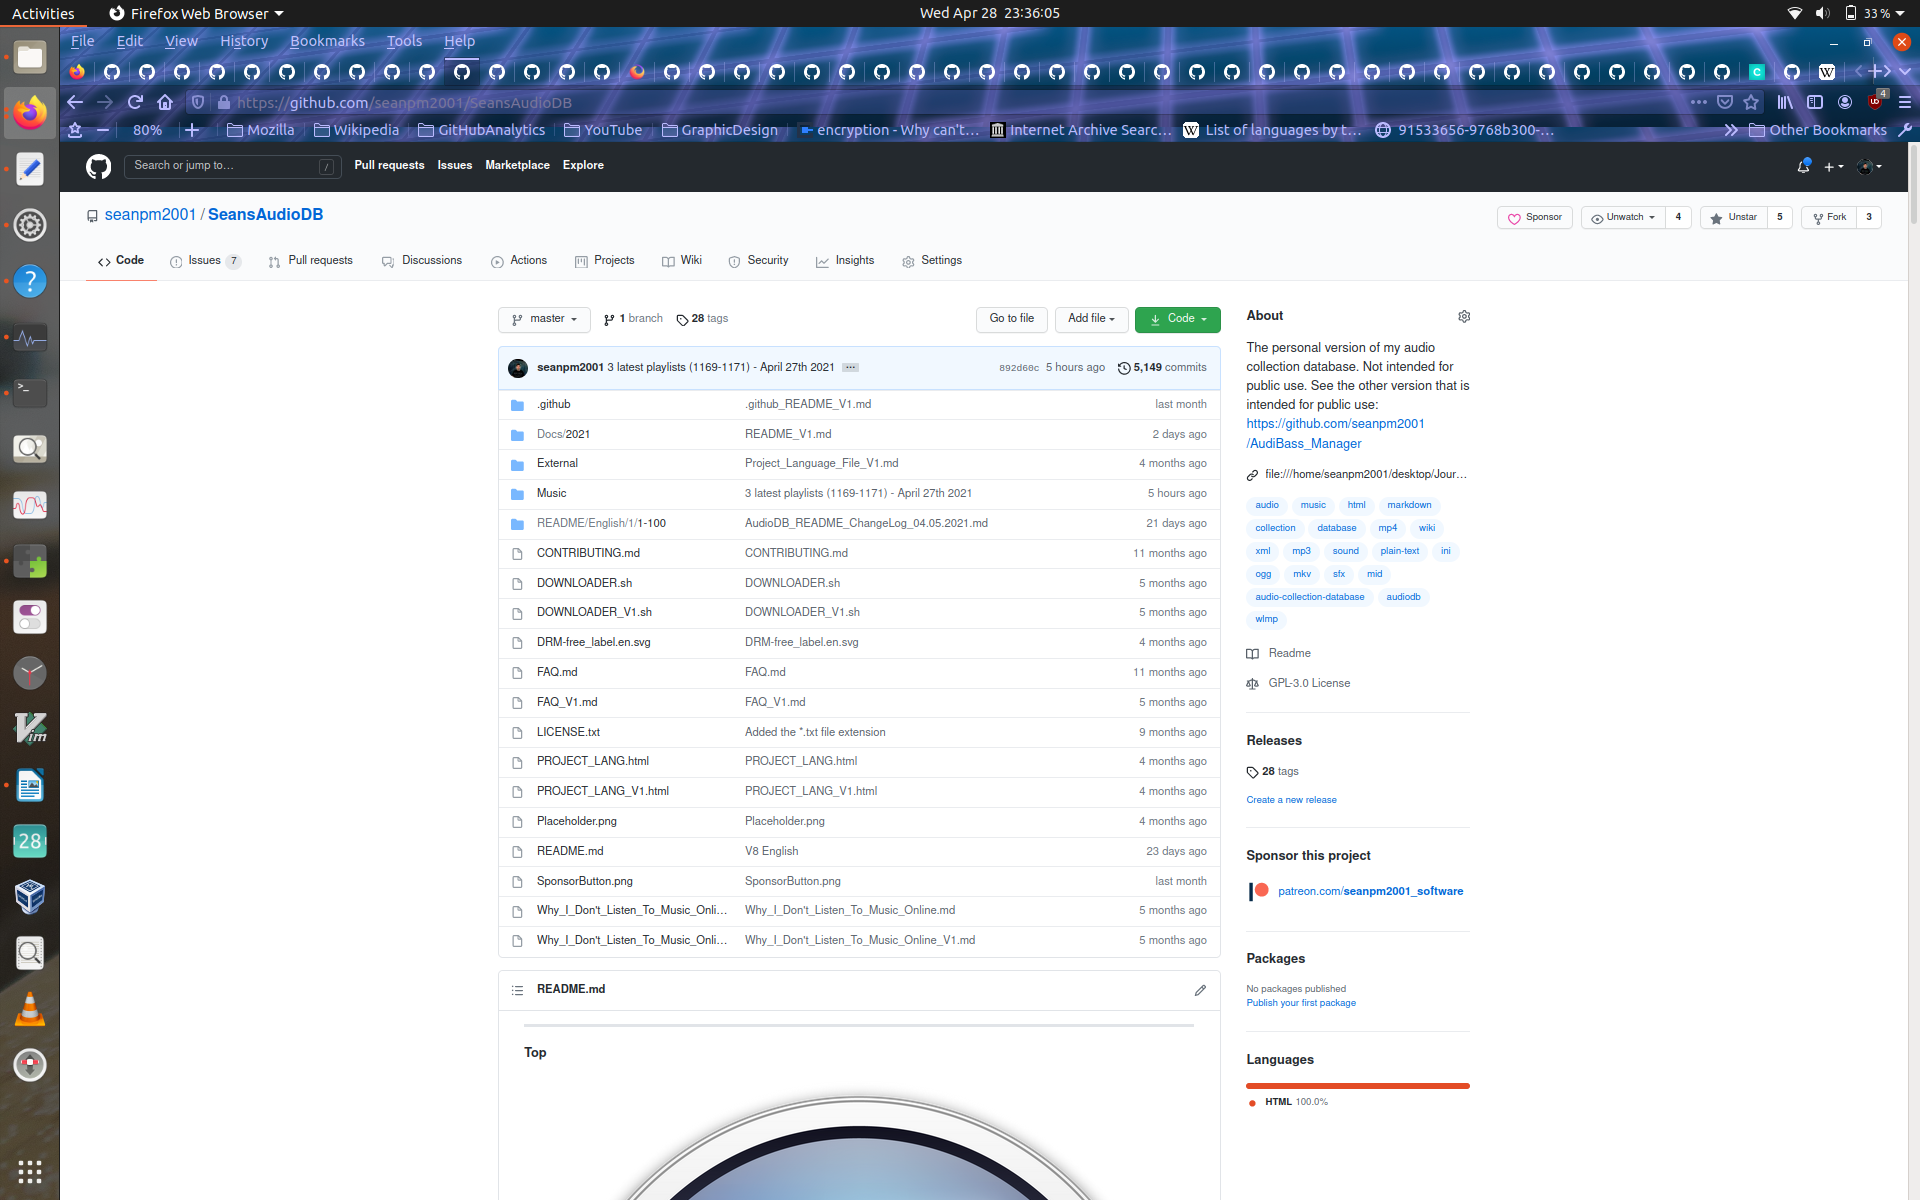 Activities Firefox Web Browser Wed Apr 28 23:36:05 33 %
File Edit View History Bookmarks Tools Help
https://github.com/seanpm2001/SeansAudioDB 4
80% Mozilla Wikipedia GitHubAnalytics YouTube GraphicDesign encryption - Why can't... Internet Archive Searc... List of languages by t... 91533656-9768b300-... Other Bookmarks
Search or jump to... / Pull requests Issues Marketplace Explore
seanpm2001 / SeansAudioDB Sponsor Unwatch 4 Unstar 5 Fork 3
Code Issues 7 Pull requests Discussions Actions Projects Wiki Security Insights Settings
master 1 branch 28 tags Go to file Add file Code
seanpm2001 3 latest playlists (1169-1171) - April 27th 2021 ... 892d60c 5 hours ago 5,149 commits
.github .github_README_V1.md last month
Docs/2021 README_V1.md 2 days ago
External Project_Language_File_V1.md 4 months ago
Music 3 latest playlists (1169-1171) - April 27th 2021 5 hours ago
README/English/1/1-100 AudioDB_README_ChangeLog_04.05.2021.md 21 days ago
CONTRIBUTING.md CONTRIBUTING.md 11 months ago
DOWNLOADER.sh DOWNLOADER.sh 5 months ago
DOWNLOADER_V1.sh DOWNLOADER_V1.sh 5 months ago
DRM-free_label.en.svg DRM-free_label.en.svg 4 months ago
FAQ.md FAQ.md 11 months ago
FAQ_V1.md FAQ_V1.md 5 months ago
LICENSE.txt Added the *.txt file extension 9 months ago
PROJECT_LANG.html PROJECT_LANG.html 4 months ago
PROJECT_LANG_V1.html PROJECT_LANG_V1.html 4 months ago
Placeholder.png Placeholder.png 4 months ago
README.md V8 English 23 days ago
SponsorButton.png SponsorButton.png last month
Why_I_Don't_Listen_To_Music_Onli... Why_I_Don't_Listen_To_Music_Online.md 5 months ago
Why_I_Don't_Listen_To_Music_Onli... Why_I_Don't_Listen_To_Music_Online_V1.md 5 months ago
README.md
Top
About
The personal version of my audio
collection database. Not intended for
public use. See the other version that is
intended for public use:
https://github.com/seanpm2001
/AudiBass_Manager
file:///home/seanpm2001/desktop/Jour...
audio music html markdown
collection database mp4 wiki
xml mp3 sound plain-text ini
ogg mkv sfx mid
audio-collection-database audiodb
wlmp
Readme
GPL-3.0 License
Releases
28 tags
Create a new release
Sponsor this project
patreon.com/seanpm2001_software
Packages
No packages published
Publish your first package
Languages
HTML 100.0%
28